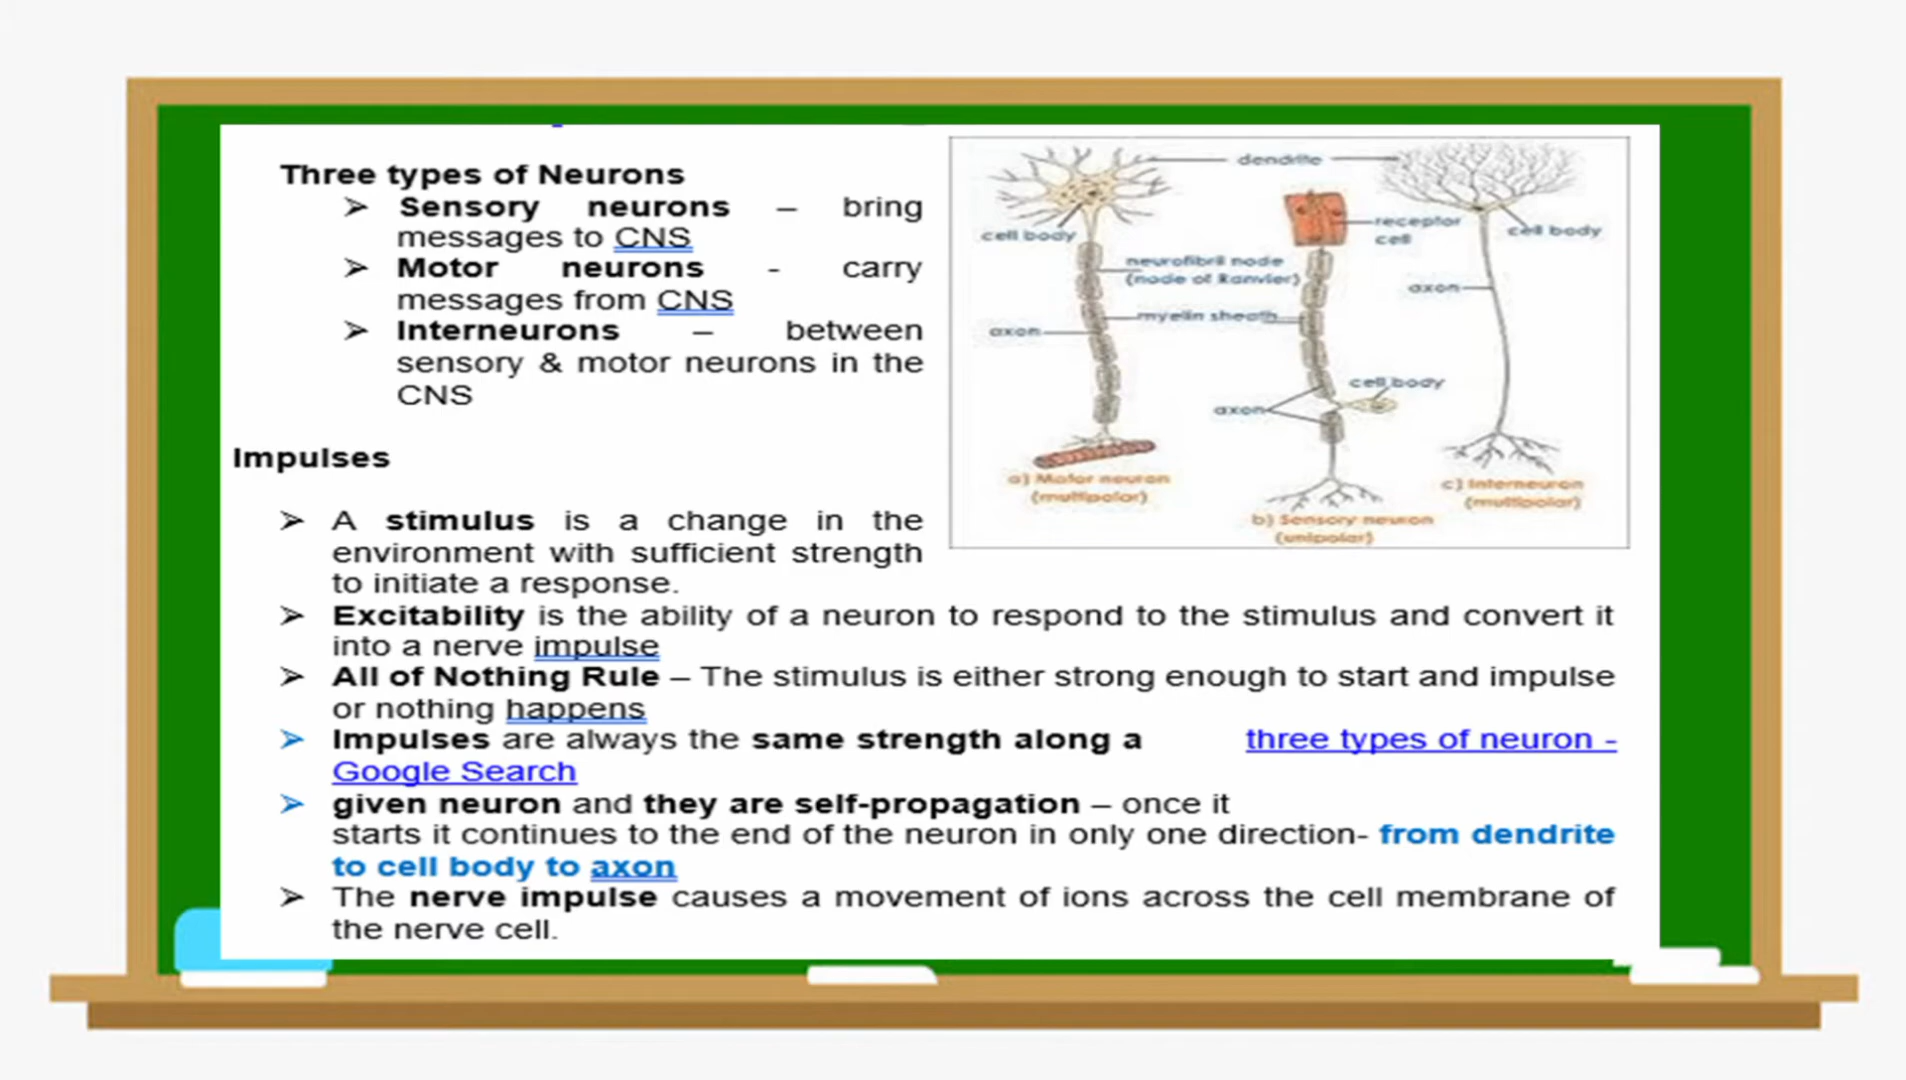 Three types of Neurons
➢ Sensory neurons – bring
messages to CNS
➢ Motor neurons - carry
messages from CNS
➢ Interneurons – between
sensory & motor neurons in the
CNS
dendrite
cell body
receptor
cell
cell body
neurofibril node
(node of Ranvier)
axon
myelin sheath
axon
cell body
axon
a) Motor neuron
(multipolar)
b) Sensory neuron
(unipolar)
c) Interneuron
(multipolar)
Impulses
➢ A stimulus is a change in the
environment with sufficient strength
to initiate a response.
➢ Excitability is the ability of a neuron to respond to the stimulus and convert it
into a nerve impulse
➢ All of Nothing Rule – The stimulus is either strong enough to start and impulse
or nothing happens
➢ Impulses are always the same strength along a three types of neuron -
Google Search
➢ given neuron and they are self-propagation – once it
starts it continues to the end of the neuron in only one direction- from dendrite
to cell body to axon
➢ The nerve impulse causes a movement of ions across the cell membrane of
the nerve cell.